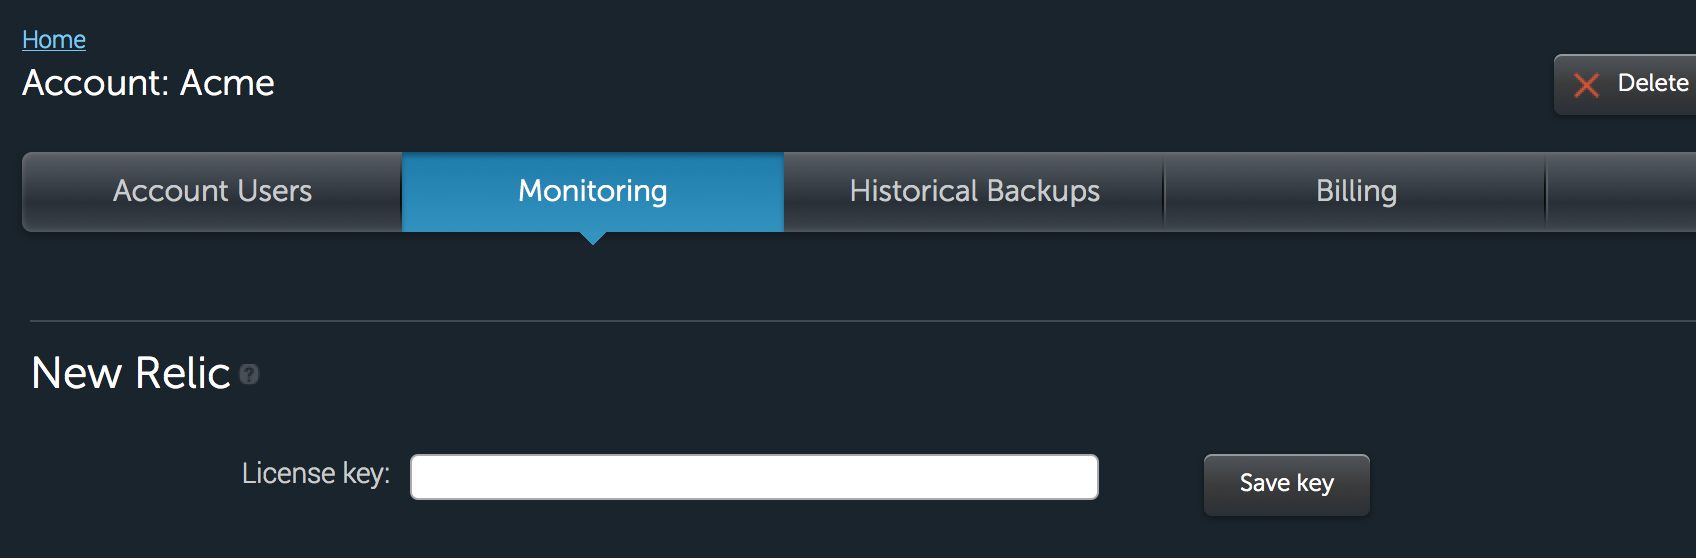 Home
Account: Acme
Delete
Account Users Monitoring Historical Backups Billing
New Relic ?
License key: Save key